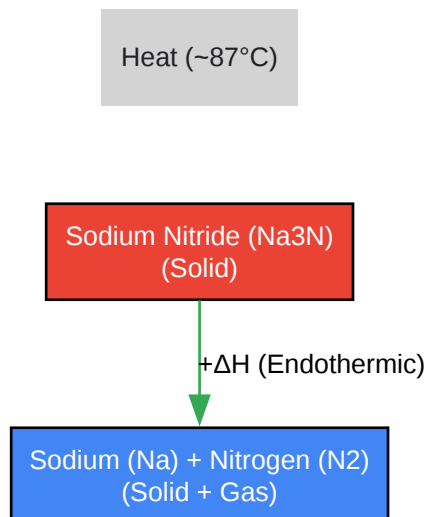 Heat (~87°C)
Sodium Nitride (Na3N)
(Solid)
+ΔH (Endothermic)
Sodium (Na) + Nitrogen (N2)
(Solid + Gas)